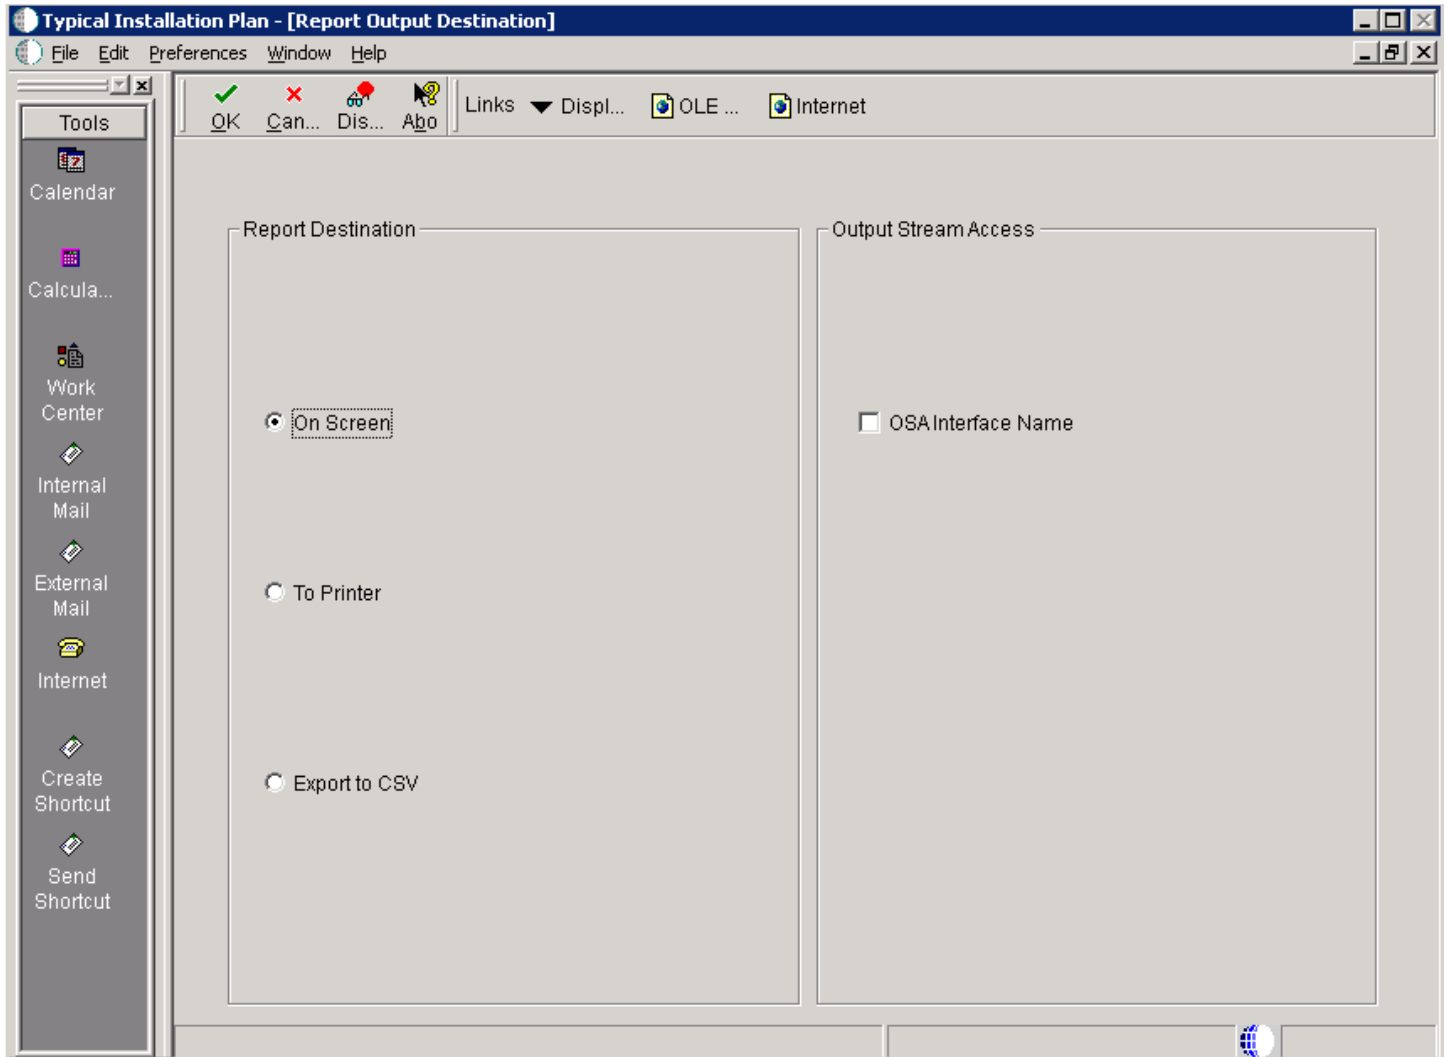 Typical Installation Plan - [Report Output Destination]
File Edit Preferences Window Help
Tools
Calendar
Calcula...
Work
Center
Internal
Mail
External
Mail
Internet
Create
Shortcut
Send
Shortcut
OK Can... Dis... Abo Links Displ... OLE ... Internet
Report Destination
On Screen
To Printer
Export to CSV
Output Stream Access
OSA Interface Name